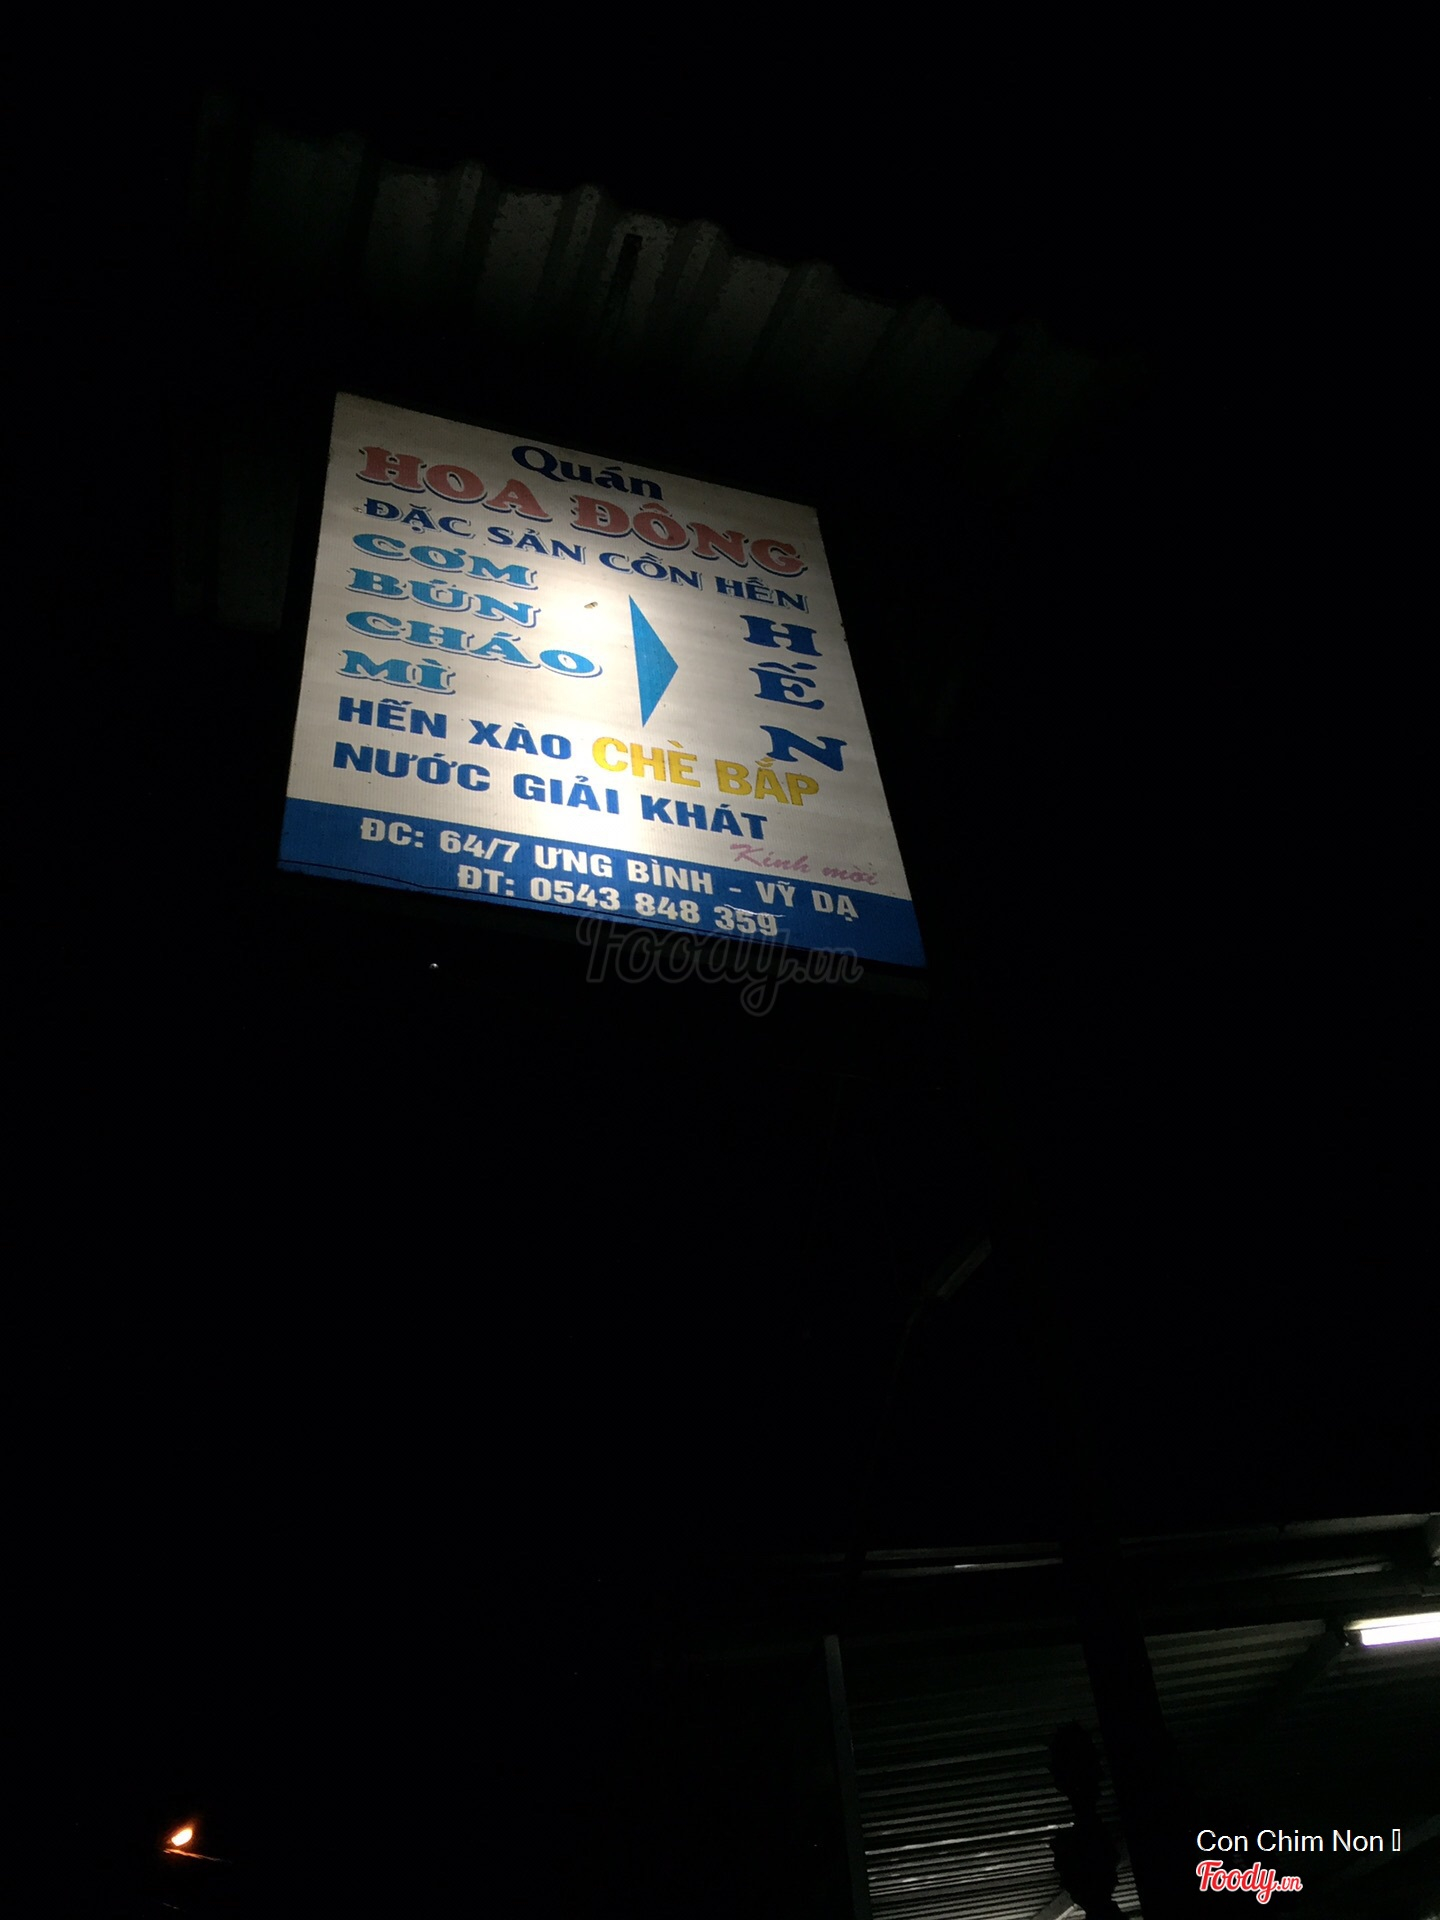 Quán
HOA ĐÔNG
ĐẶC SẢN CỒN HẾN
CƠM
BÚN
CHÁO
MÌ
HẾN
HẾN XÀO CHÈ BẮP
NƯỚC GIẢI KHÁT
Kính mời
ĐC: 64/7 ƯNG BÌNH - VỸ DẠ
ĐT: 0543 848 359
Foody.vn
Con Chim Non
Foody.vn